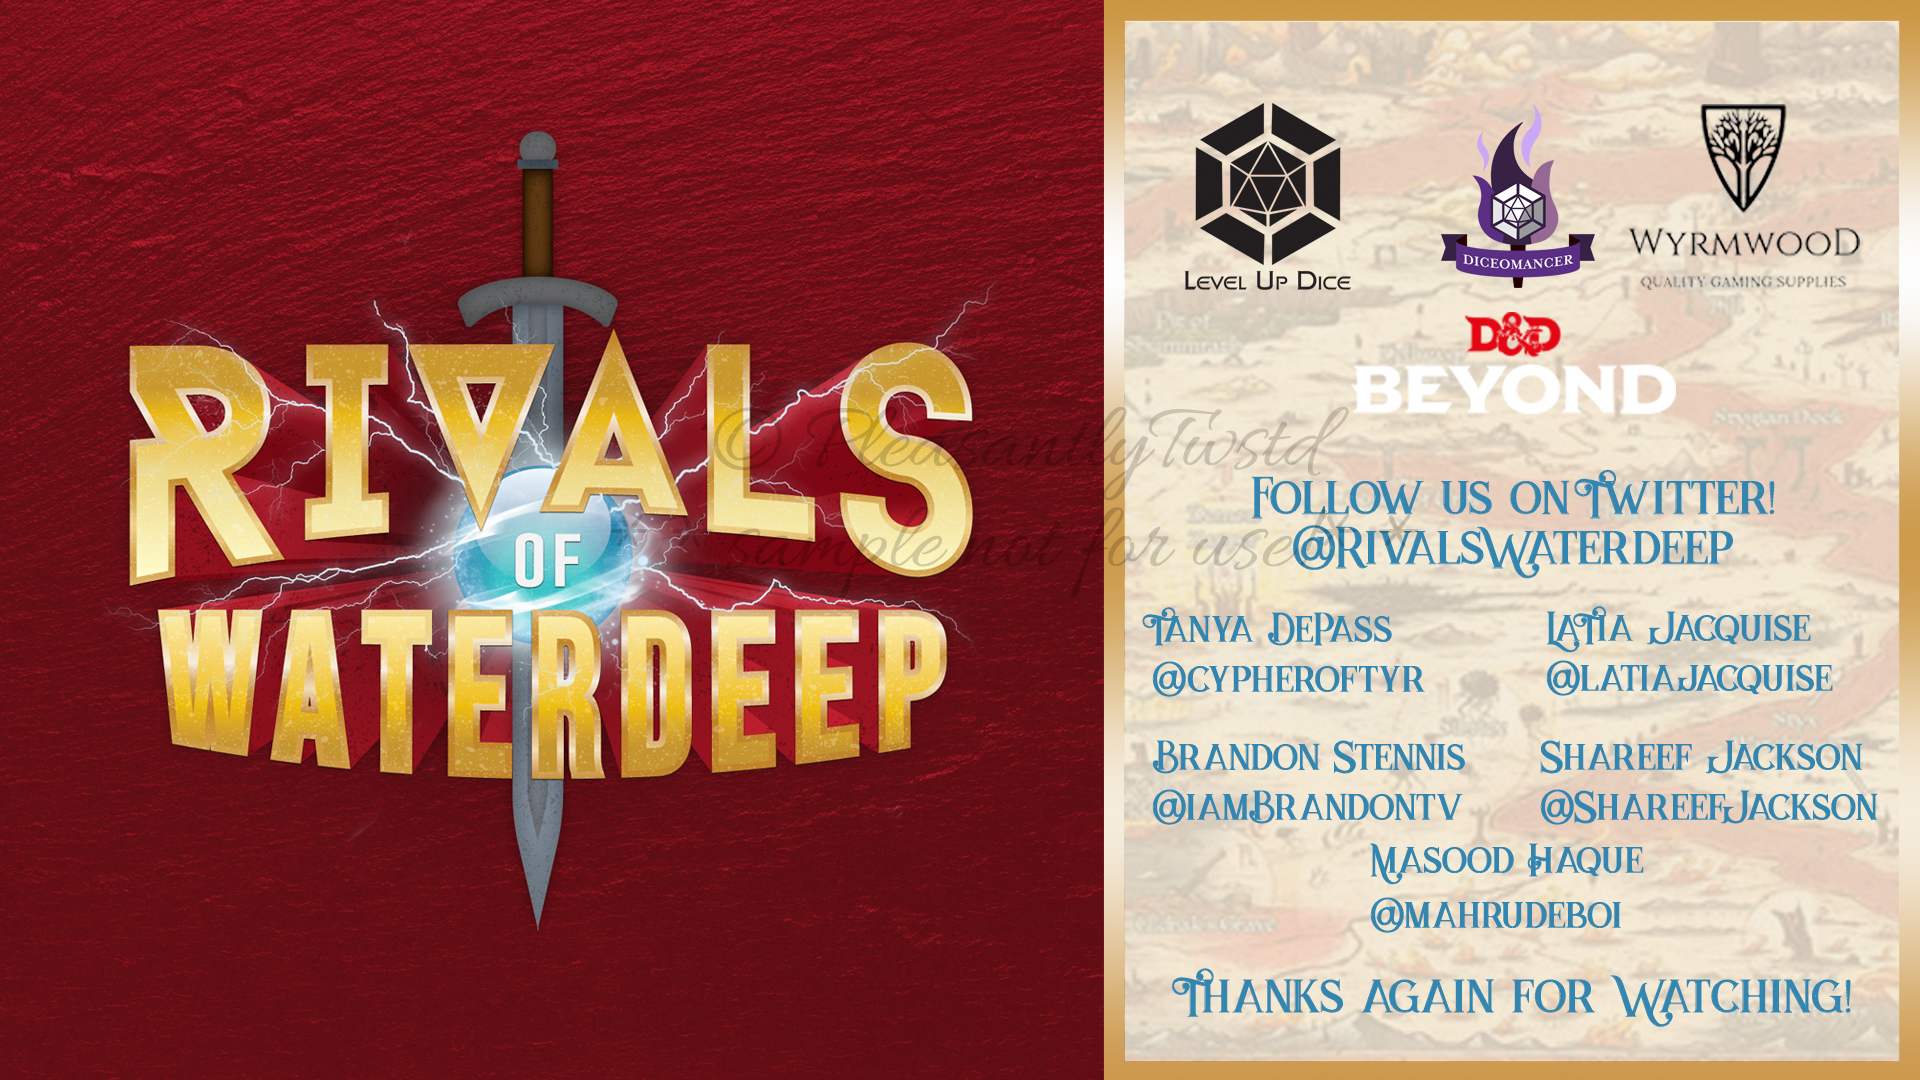 RIVALS
OF
WATERDEEP
LEVEL UP DICE
DICEOMANCER
WYRMWOOD
QUALITY GAMING SUPPLIES
D&D
BEYOND
© PleasantlyTwstd
sample not for use
FOLLOW US ON TWITTER!
@RIVALSWATERDEEP
TANYA DEPASS
@CYPHEROFTYR
LATIA JACQUISE
@LATIAJACQUISE
BRANDON STENNIS
@IAMBRANDONTV
SHAREEF JACKSON
@SHAREEFJACKSON
MASOOD HAQUE
@MAHRUDEBOI
THANKS AGAIN FOR WATCHING!
Stygian Dock